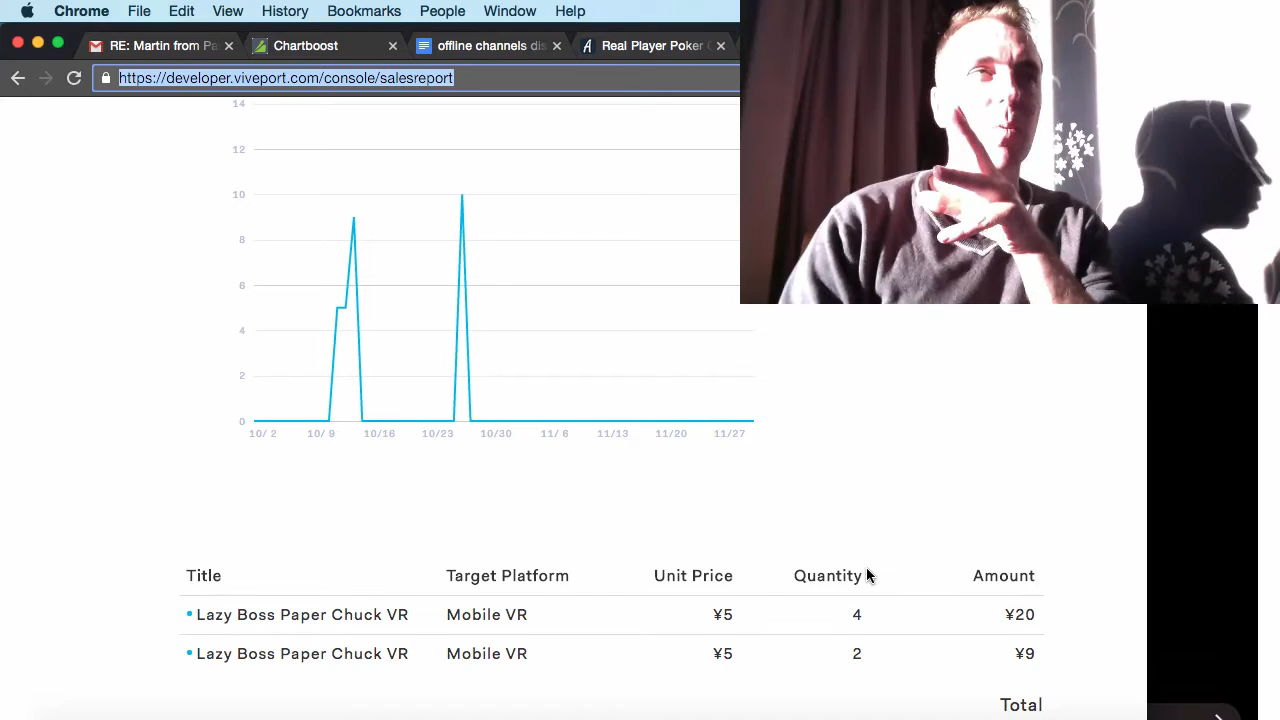 Chrome File Edit View History Bookmarks People Window Help
RE: Martin from Pa
Chartboost
offline channels dis
Real Player Poker
https://developer.viveport.com/console/salesreport
14
12
10
8
6
4
2
0
10/ 2 10/ 9 10/16 10/23 10/30 11/ 6 11/13 11/20 11/27
Title Target Platform Unit Price Quantity Amount
Lazy Boss Paper Chuck VR Mobile VR ¥5 4 ¥20
Lazy Boss Paper Chuck VR Mobile VR ¥5 2 ¥9
Total